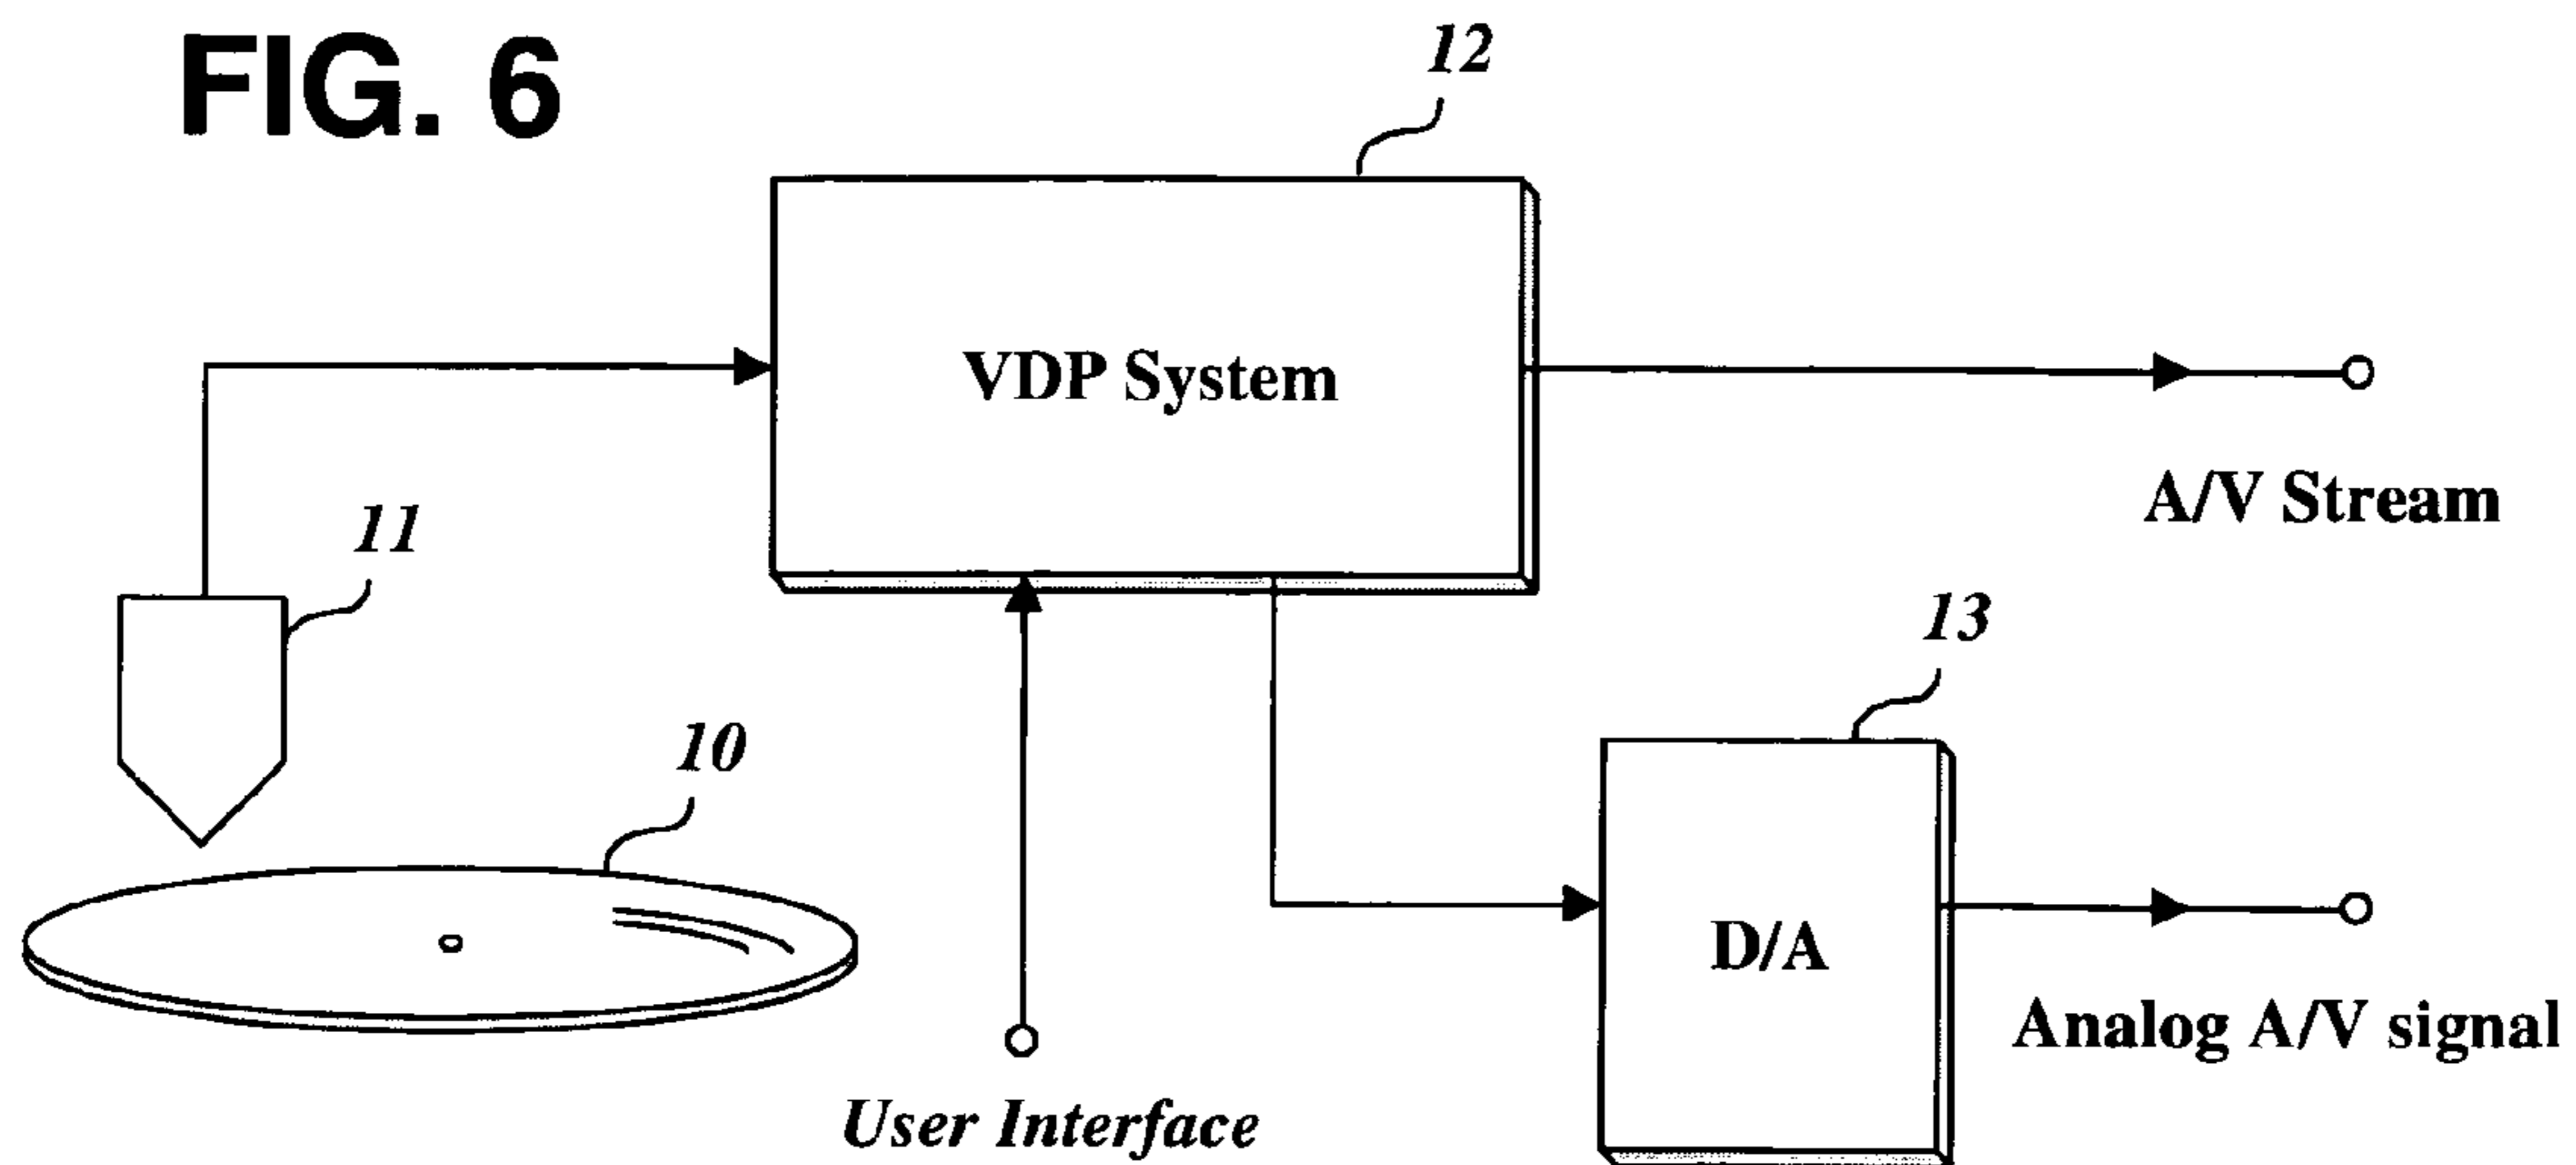 FIG. 6
12
VDP System
A/V Stream
11
13
10
D/A
Analog A/V signal
User Interface